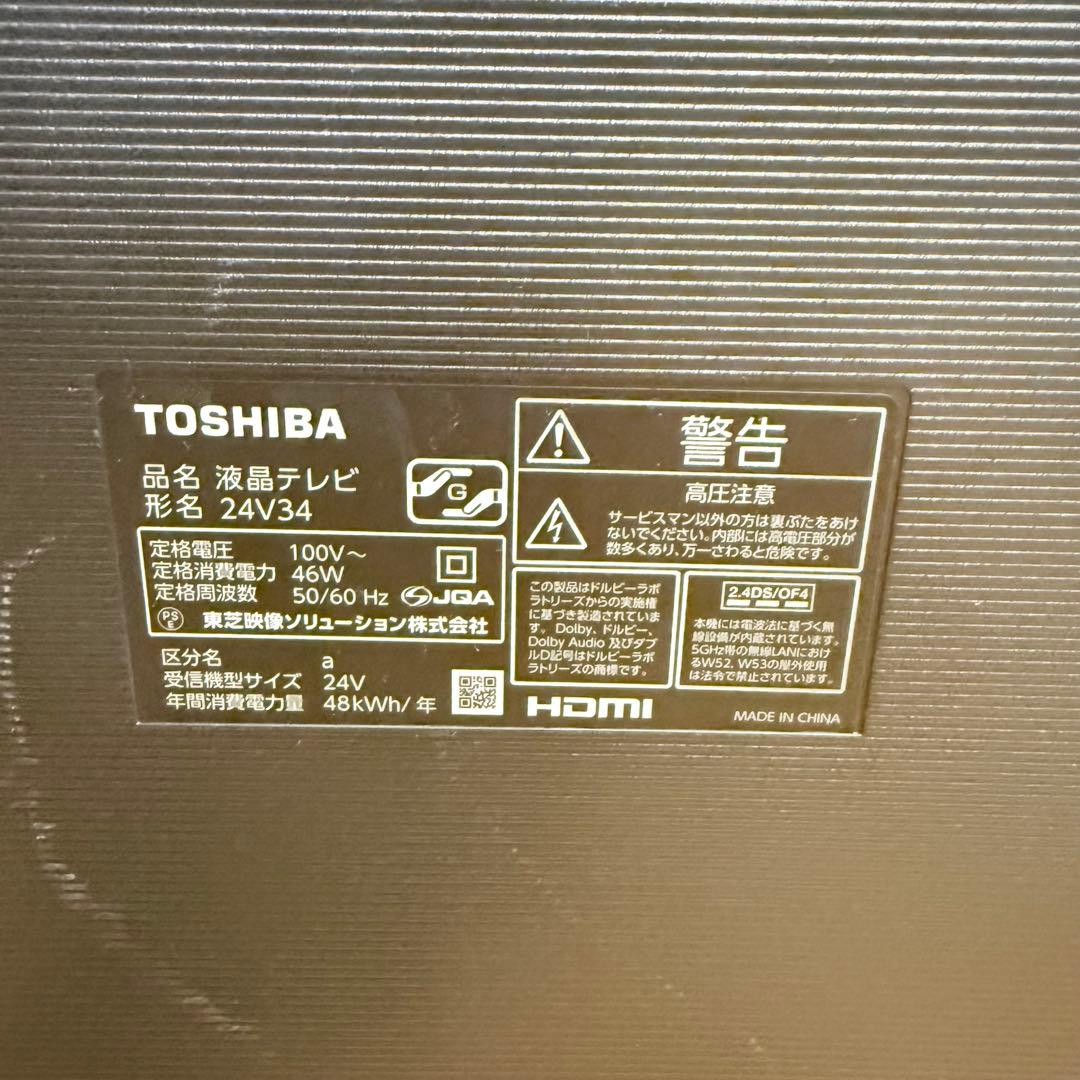 TOSHIBA
品名 液晶テレビ
形名 24V34
G
定格電圧 100V～
定格消費電力 46W
定格周波数 50/60 Hz
JQA
PS
E
東芝映像ソリューション株式会社
区分名 a
受信機型サイズ 24V
年間消費電力量 48kWh/年
警告
高圧注意
サービスマン以外の方は裏ぶたをあけ
ないでください。内部には高電圧部分が
数多くあり、万一さわると危険です。
この製品はドルビーラボ
ラトリーズからの実施権
に基づき製造されていま
す。Dolby、ドルビー、
Dolby Audio 及びダブ
ルD記号はドルビーラボ
ラトリーズの商標です。
2.4DS/OF4
本機には電波法に基づく無
線設備が内蔵されています。
5GHz帯の無線LANにおけ
るW52、W53の屋外使用
は法令で禁止されています。
HDMI
MADE IN CHINA